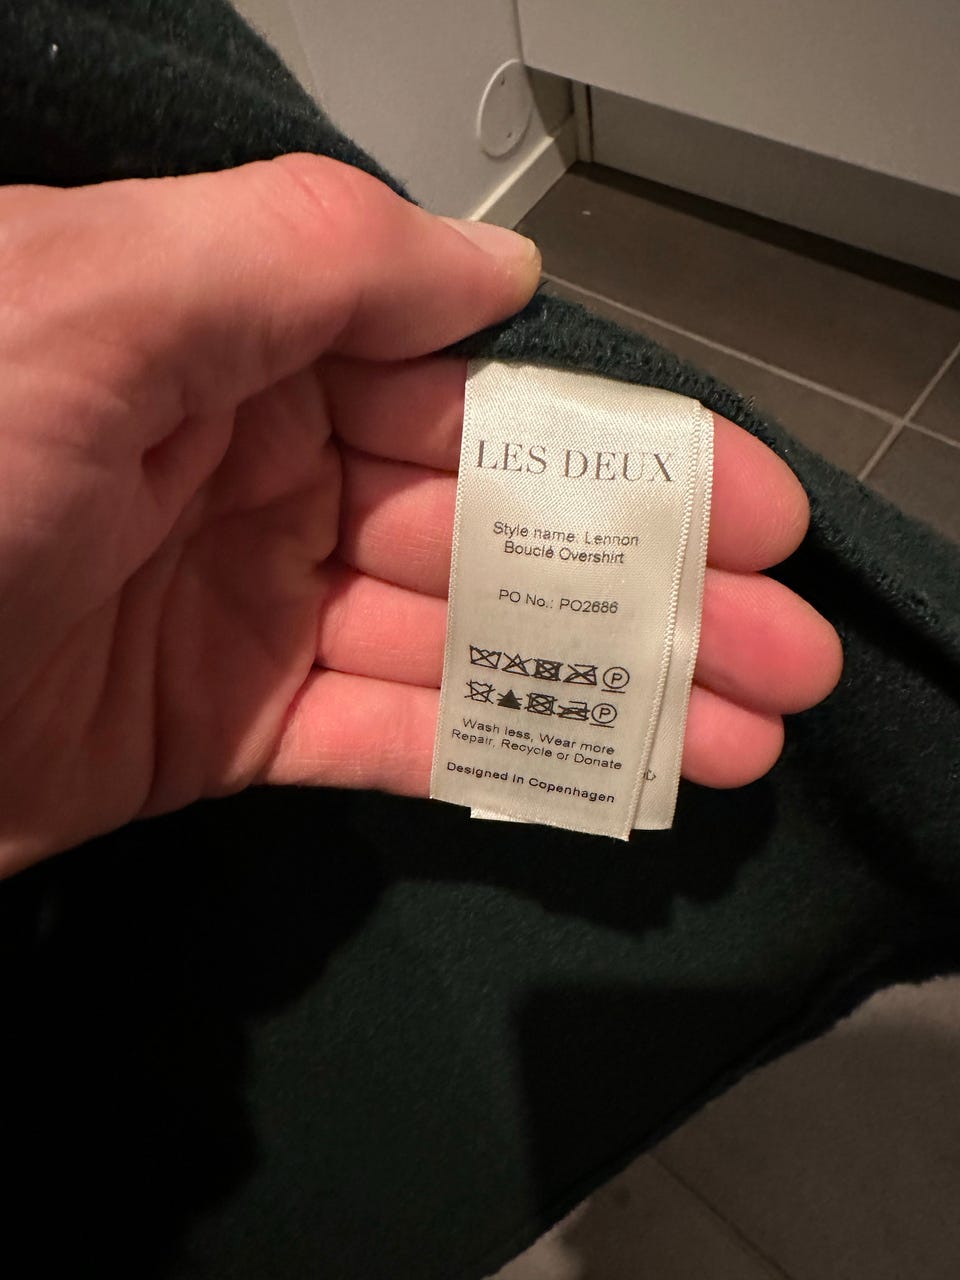 LES DEUX
Style name: Lennon
Bouclé Overshirt
PO No.: PO2686
P
P
Wash less, Wear more
Repair, Recycle or Donate
Designed in Copenhagen